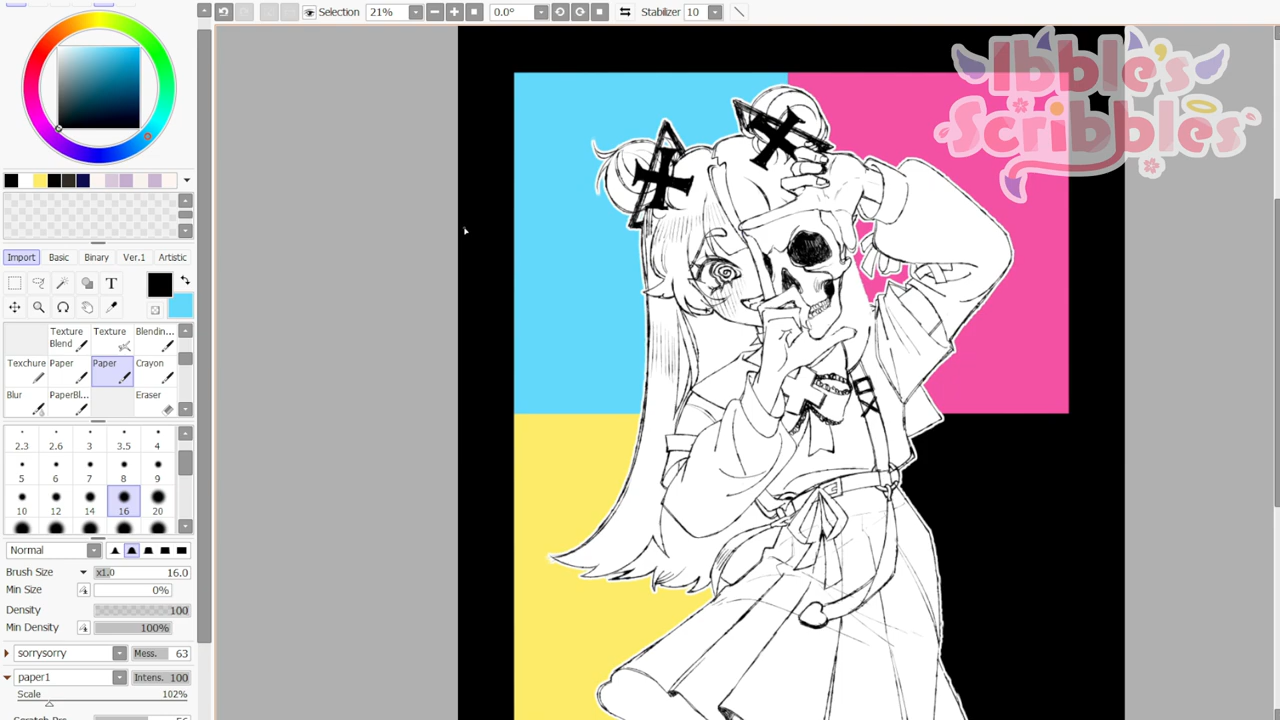 Selection 21% 0.0° Stabilizer 10
Ibble's
Scribbles
Import Basic Binary Ver.1 Artistic
T
Texture Blend Texture Blendin...
Texchure Paper Paper Crayon
Blur PaperBl... Eraser
2.3 2.6 3 3.5 4
5 6 7 8 9
10 12 14 16 20
Normal
Brush Size x1.0 16.0
Min Size 0%
Density 100
Min Density 100%
sorrysorry Mess. 63
paper1 Intens. 100
Scale 102%